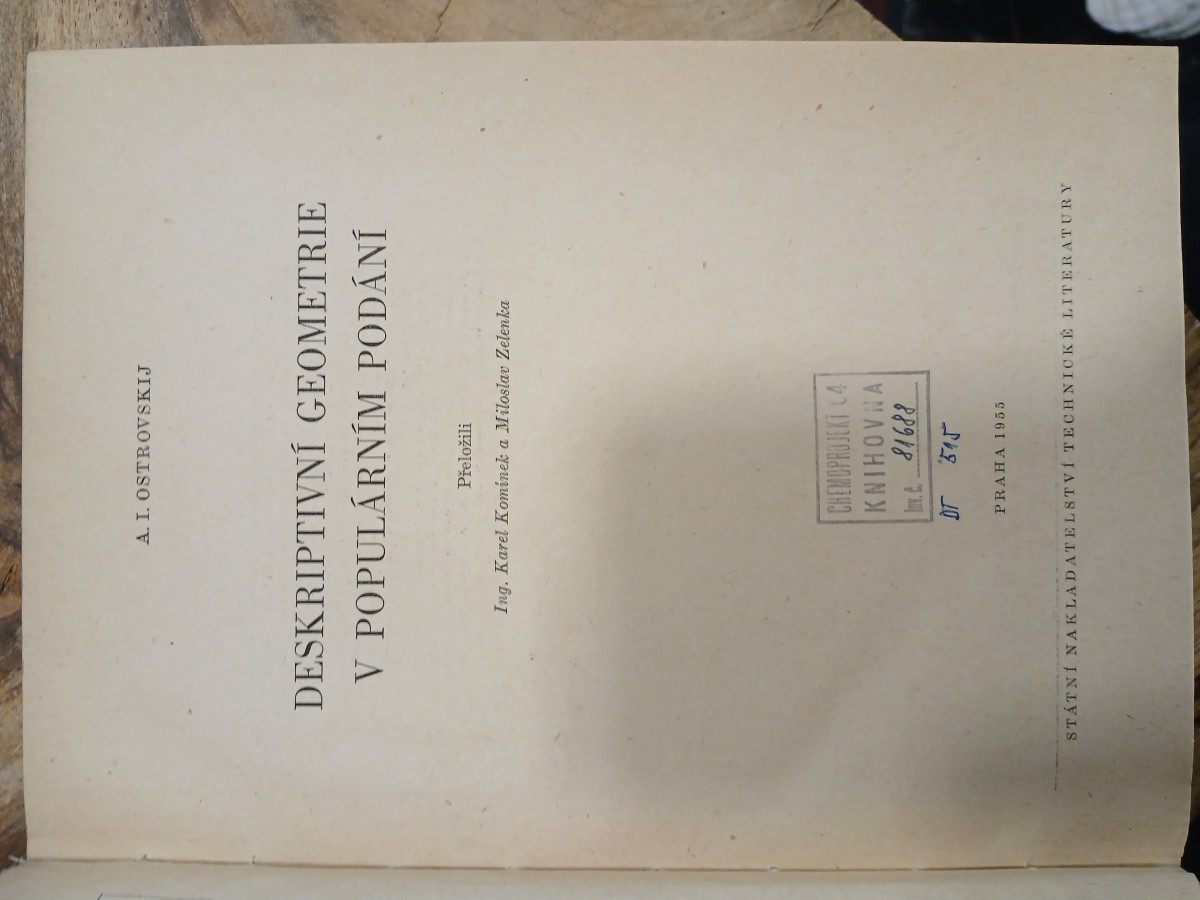 A. I. OSTROVSKIJ
DESKRIPTIVNÍ GEOMETRIE
V POPULÁRNÍM PODÁNÍ
Přeložili
Ing. Karel Komínek a Miloslav Zelenka
CHEMOPROJEKT C4
KNIHOVNA
Inv. č. 81688
DT 515
PRAHA 1955
STÁTNÍ NAKLADATELSTVÍ TECHNICKÉ LITERATURY